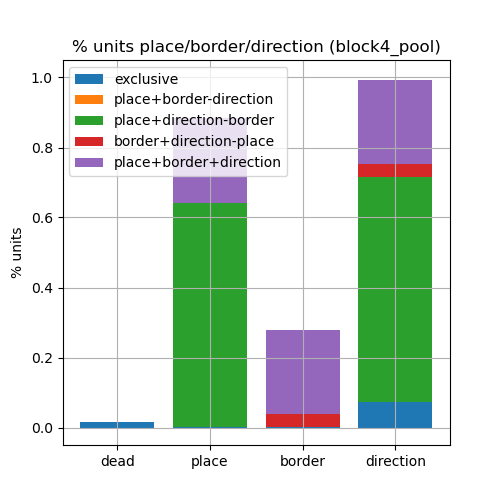 % units place/border/direction (block4_pool)
exclusive
place+border-direction
place+direction-border
border+direction-place
place+border+direction
1.0
0.8
0.6
0.4
0.2
0.0
% units
dead place border direction